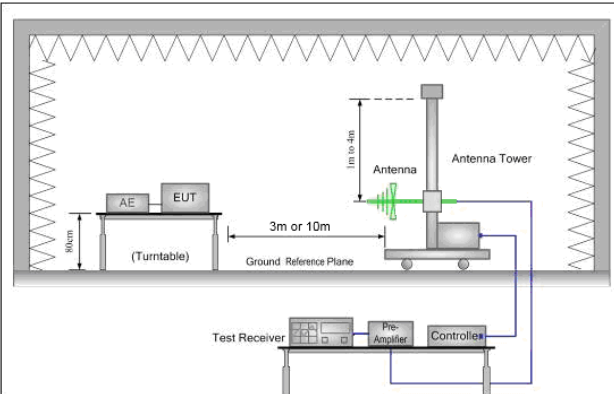 1m to 4m
Antenna
Antenna Tower
AE
EUT
80cm
(Turntable)
3m or 10m
Ground Reference Plane
Test Receiver
Pre-
Amplifier
Controlle